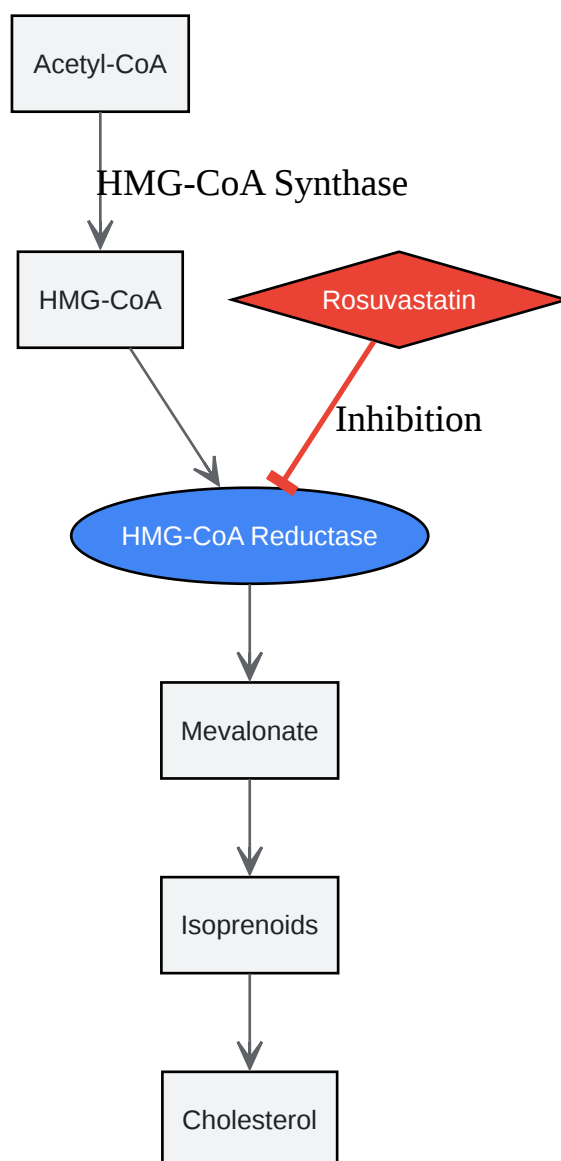 Acetyl-CoA
HMG-CoA Synthase
HMG-CoA
Rosuvastatin
Inhibition
HMG-CoA Reductase
Mevalonate
Isoprenoids
Cholesterol